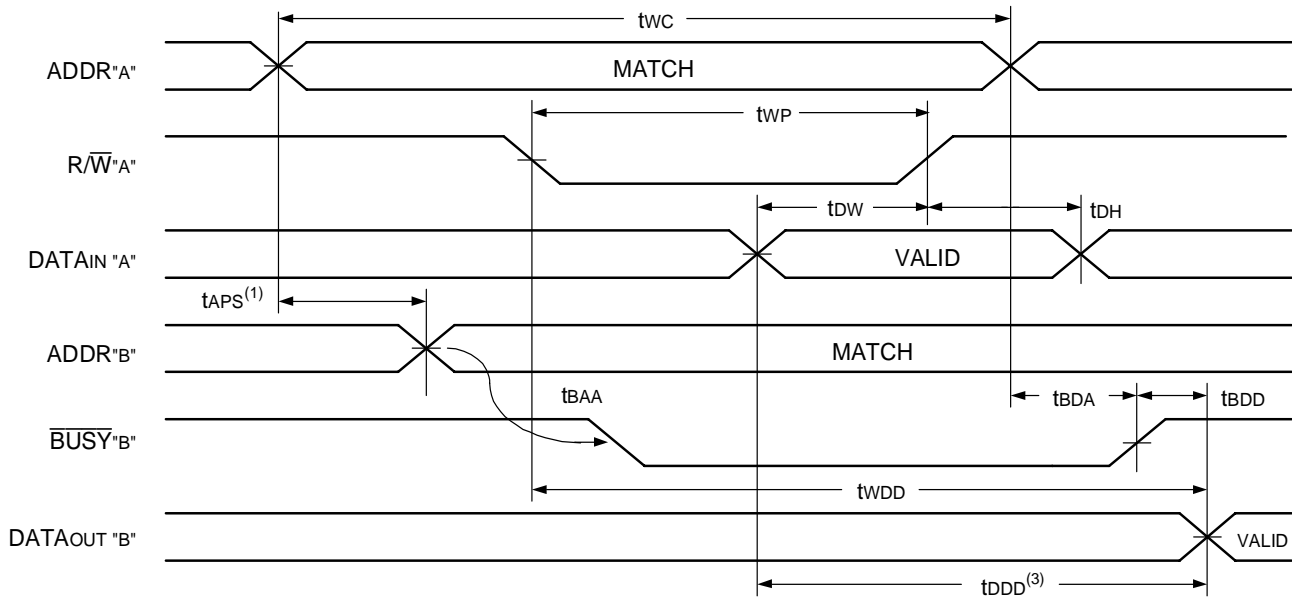 tWC
ADDR"A"
MATCH
tWP
R/W̅"A"
tDW
tDH
DATAIN "A"
VALID
tAPS(1)
ADDR"B"
MATCH
tBAA
tBDA
tBDD
B̅U̅S̅Y̅"B"
tWDD
DATAOUT "B"
VALID
tDDD(3)